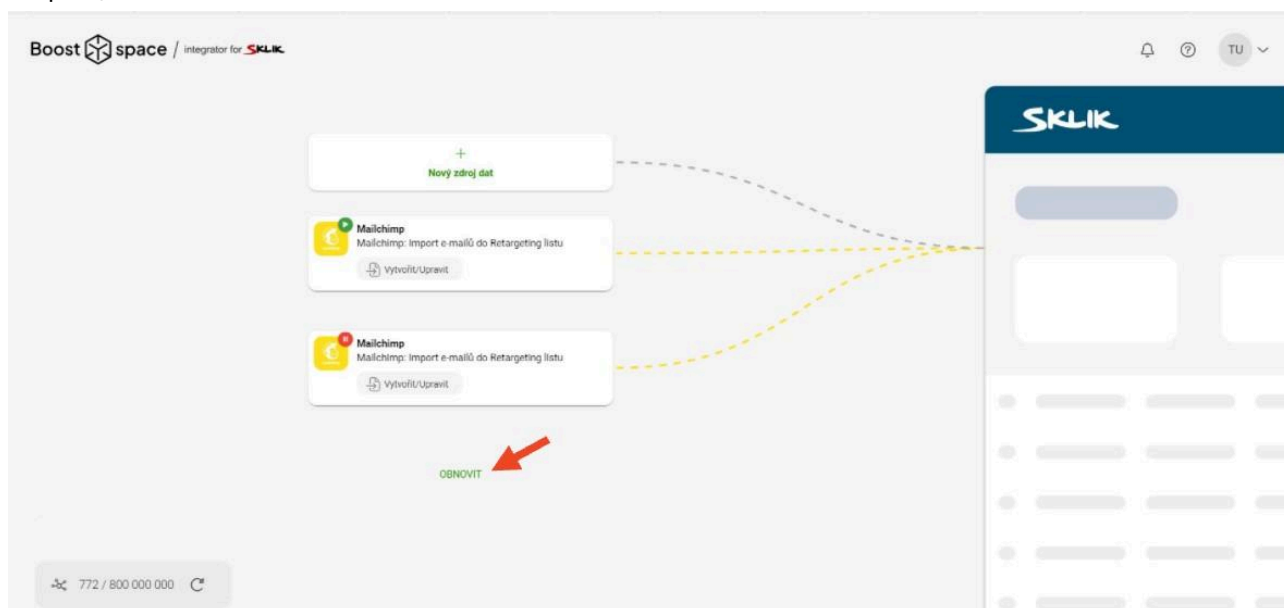 Boost space / integrator for SKLIK
TU
SKLIK
+
Nový zdroj dat
Mailchimp
Mailchimp: Import e-mailů do Retargeting listu
Vytvořit/Upravit
Mailchimp
Mailchimp: Import e-mailů do Retargeting listu
Vytvořit/Upravit
OBNOVIT
772 / 800 000 000